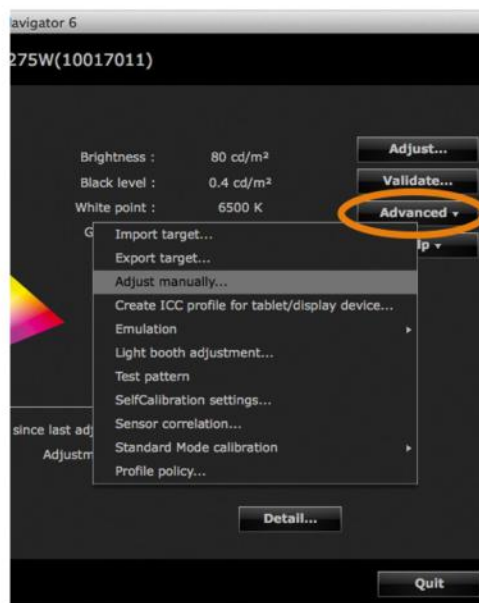 avigator 6
275W(10017011)
Brightness : 80 cd/m²
Adjust...
Black level : 0.4 cd/m²
Validate...
White point : 6500 K
Advanced ▾
G
lp ▾
Import target...
Export target...
Adjust manually...
Create ICC profile for tablet/display device...
Emulation
Light booth adjustment...
Test pattern
SelfCalibration settings...
Sensor correlation...
Standard Mode calibration
Profile policy...
since last adj
Adjustm
Detail...
Quit